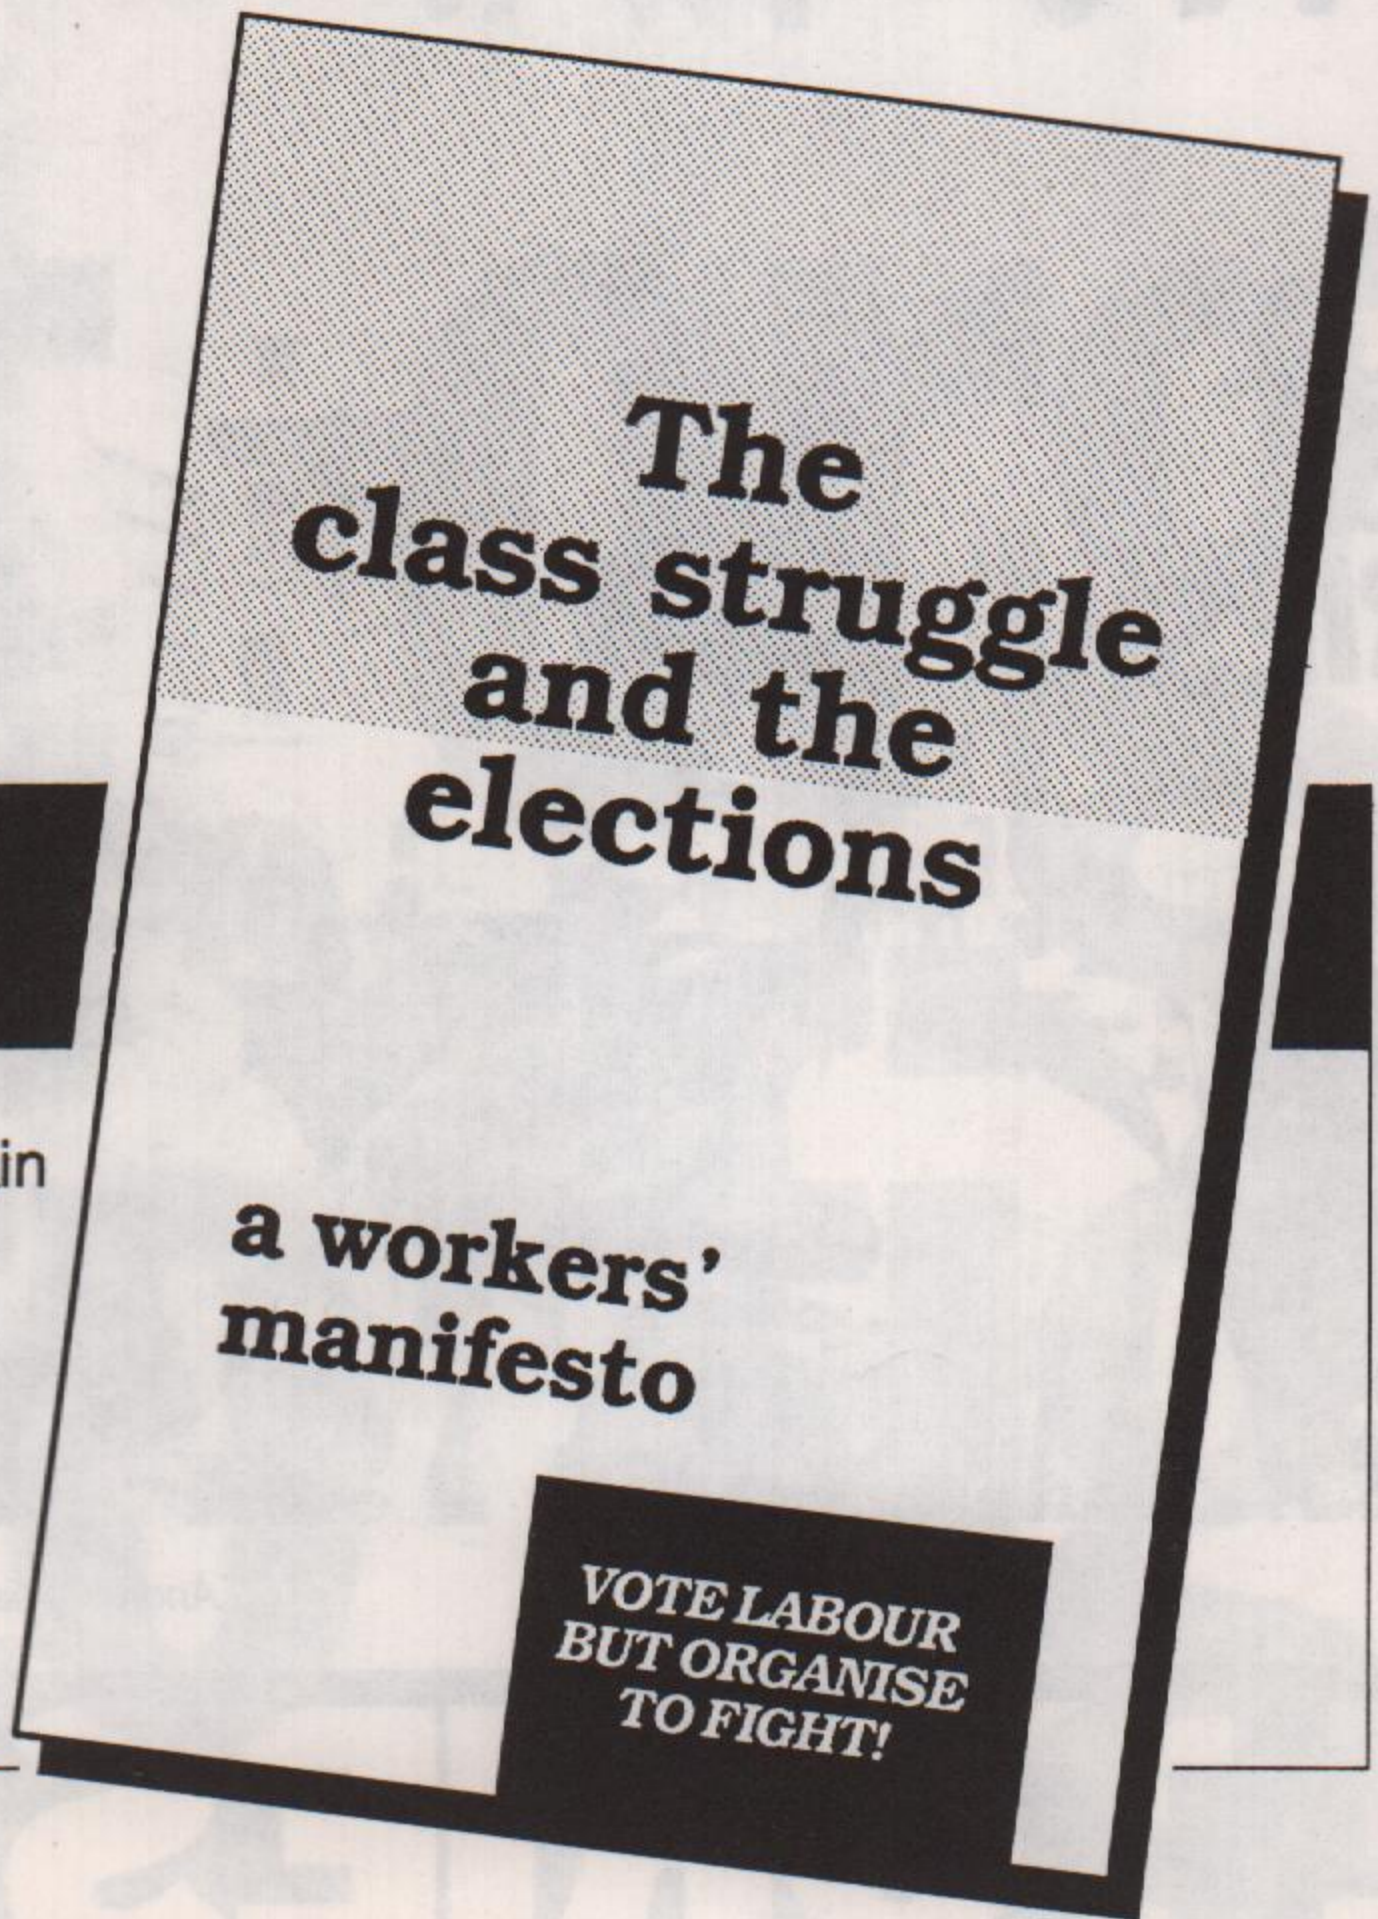 The
class struggle
and the
elections
in
a workers'
manifesto
VOTE LABOUR
BUT ORGANISE
TO FIGHT!